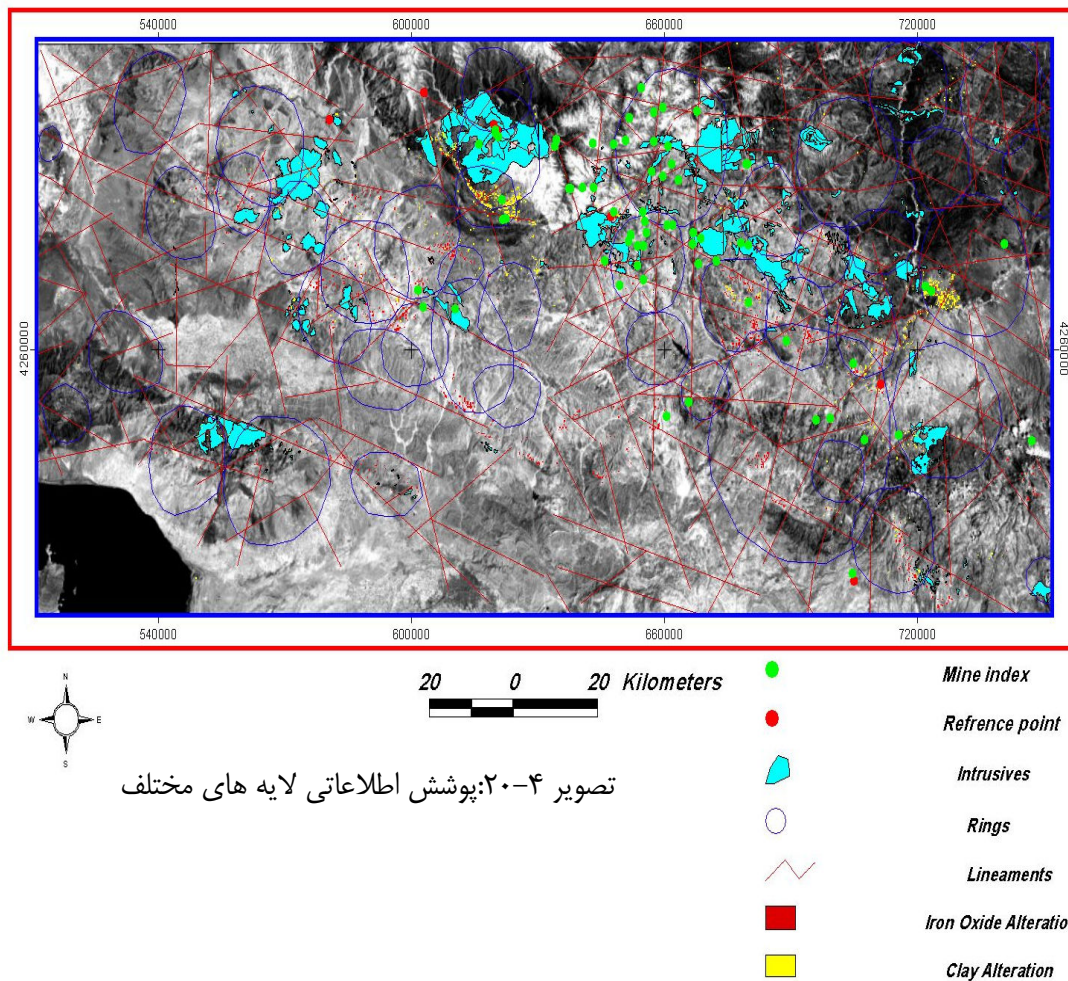 540000 600000 660000 720000
4260000 4260000
540000 600000 660000 720000
N
W E
S
20 0 20 Kilometers
تصویر ۴-۲۰:پوشش اطلاعاتی لایه های مختلف
Mine index
Refrence point
Intrusives
Rings
Lineaments
Iron Oxide Alteratio
Clay Alteration